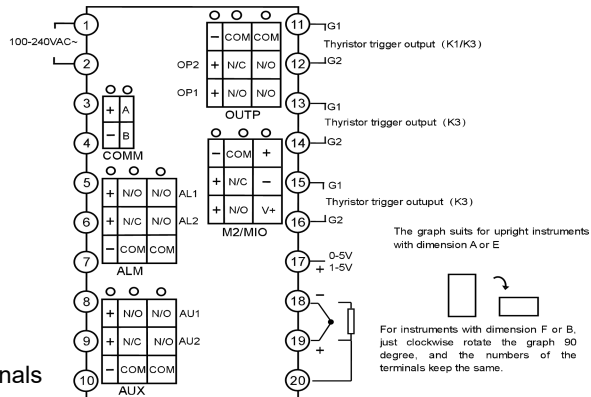 1
100-240VAC~
2
3
4
+ A
− B
COMM
5
6
7
+ N/O N/O AL1
+ N/C N/O AL2
− COM COM
ALM
8
9
10
+ N/O N/O AU1
+ N/C N/O AU2
− COM COM
AUX
nals
− COM COM
OP2 + N/C N/O
OP1 + N/O N/O
OUTP
− COM +
+ N/C −
+ N/O V+
M2/MIO
11 G1
Thyristor trigger output (K1/K3)
12 G2
13 G1
Thyristor trigger output (K3)
14 G2
15 G1
Thyristor trigger outuput (K3)
16 G2
17 0-5V
+ 1-5V
18 −
19 +
20
The graph suits for upright instruments
with dimension A or E
For instruments with dimension F or B,
just clockwise rotate the graph 90
degree, and the numbers of the
terminals keep the same.